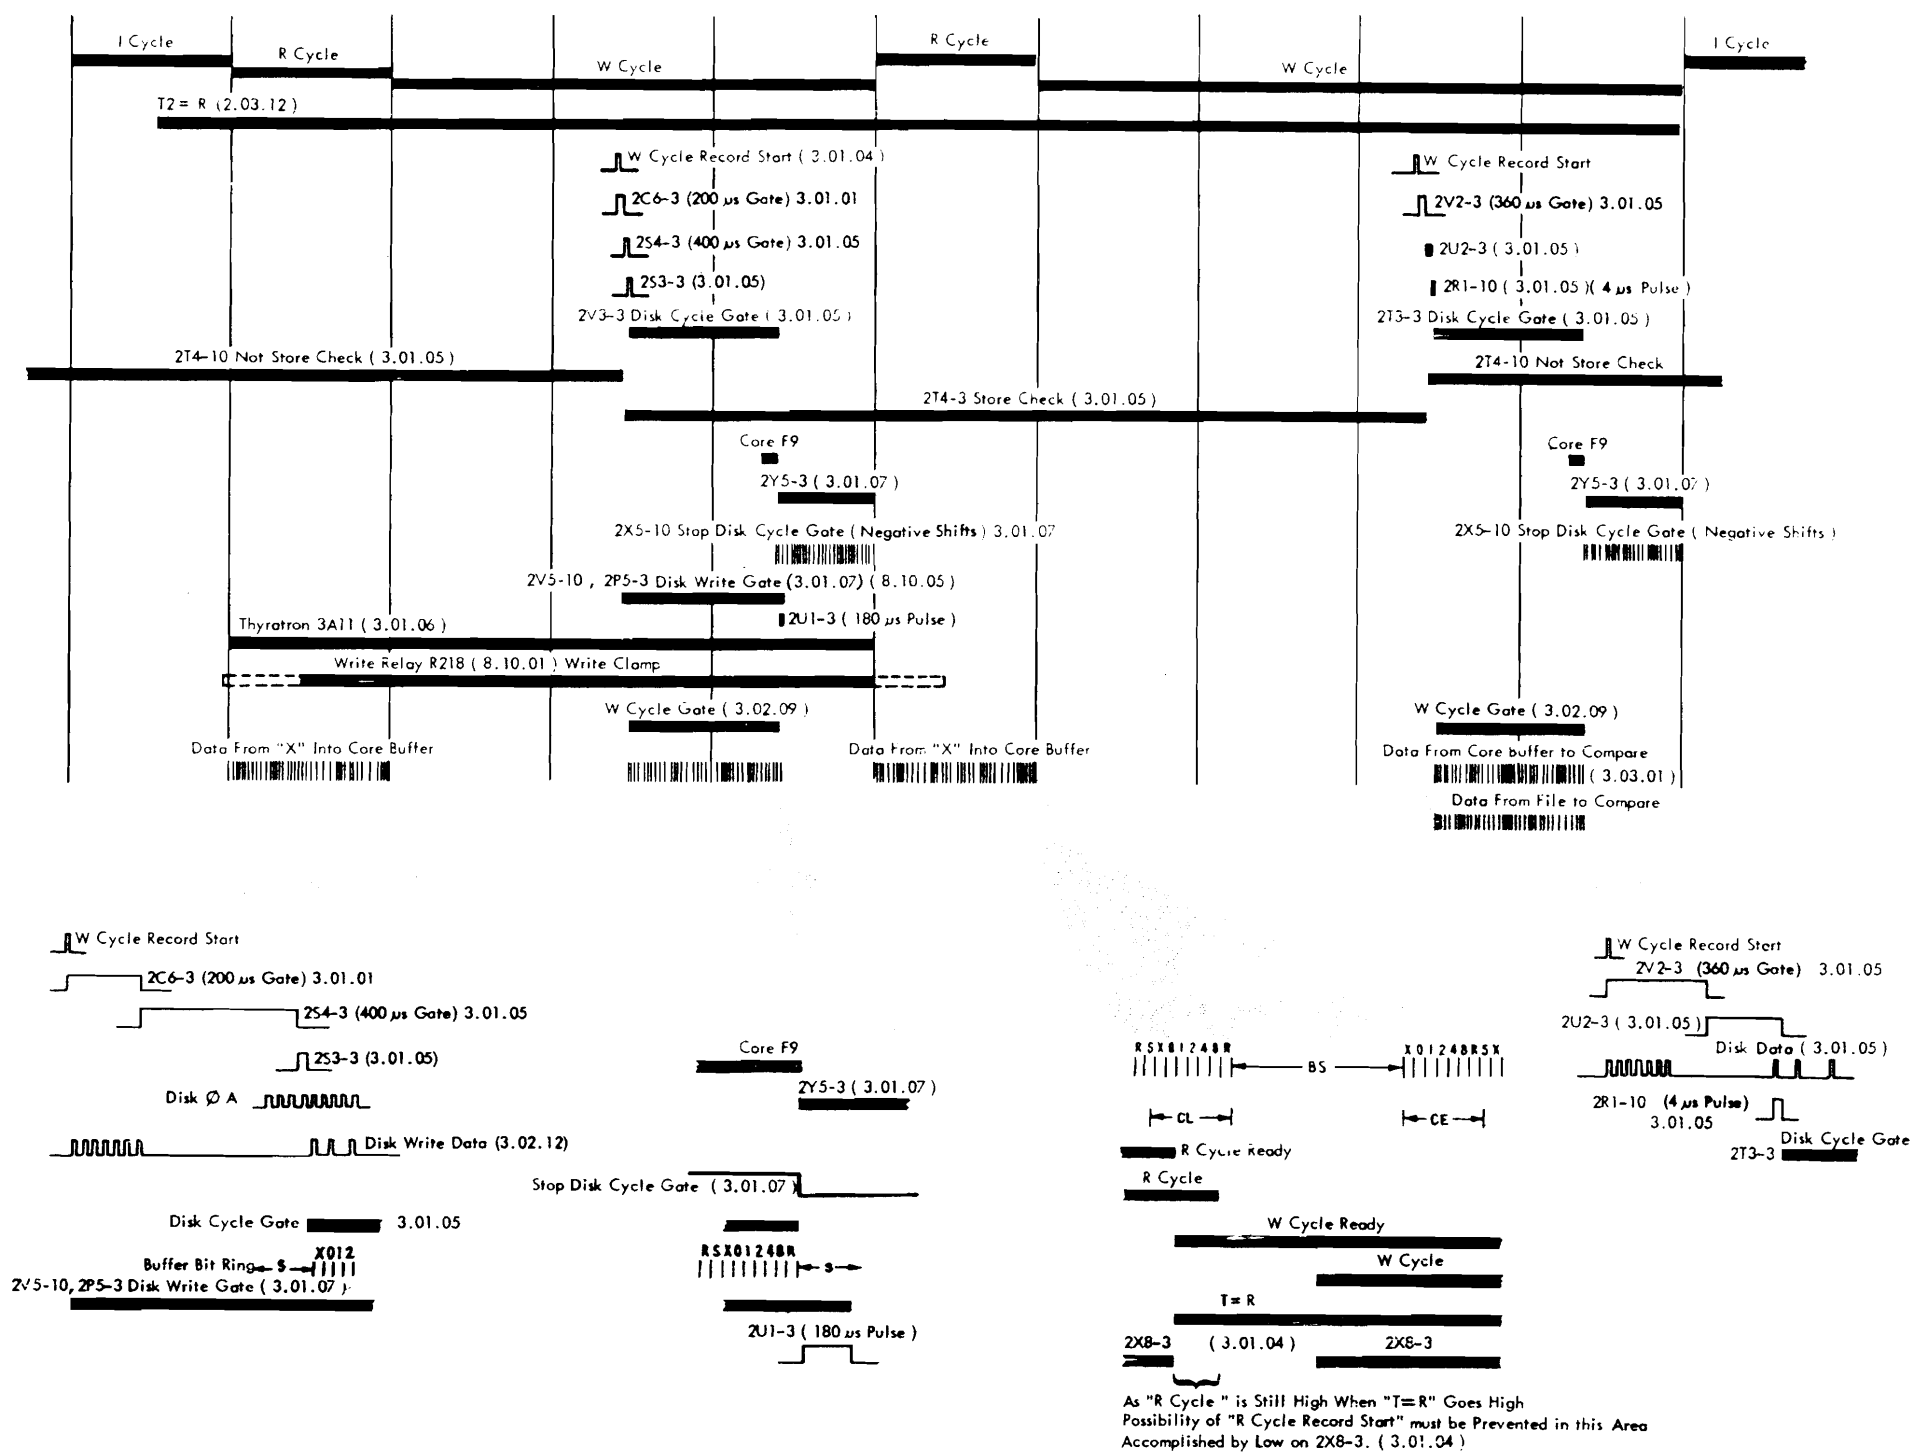 I Cycle
R Cycle
W Cycle
R Cycle
W Cycle
I Cycle
T2 = R (2.03.12)
W Cycle Record Start ( 3.01.04 )
W Cycle Record Start
2C6-3 (200 µs Gate) 3.01.01
2V2-3 (360 µs Gate) 3.01.05
2S4-3 (400 µs Gate) 3.01.05
2U2-3 ( 3.01.05 )
2S3-3 (3.01.05)
2R1-10 ( 3.01.05 )( 4 µs Pulse )
2V3-3 Disk Cycle Gate ( 3.01.05 )
2T3-3 Disk Cycle Gate ( 3.01.05 )
2T4-10 Not Store Check ( 3.01.05 )
2T4-10 Not Store Check
2T4-3 Store Check ( 3.01.05 )
Core F9
Core F9
2Y5-3 ( 3.01.07 )
2Y5-3 ( 3.01.07 )
2X5-10 Stop Disk Cycle Gate ( Negative Shifts ) 3.01.07
2X5-10 Stop Disk Cycle Gate ( Negative Shifts )
2V5-10 , 2P5-3 Disk Write Gate (3.01.07) ( 8.10.05 )
2U1-3 ( 180 µs Pulse )
Thyratron 3A11 ( 3.01.06 )
Write Relay R218 ( 8.10.01 ) Write Clamp
W Cycle Gate ( 3.02.09 )
W Cycle Gate ( 3.02.09 )
Data From "X" Into Core Buffer
Data From "X" Into Core Buffer
Data From Core Buffer to Compare
( 3.03.01 )
Data From File to Compare
W Cycle Record Start
2C6-3 (200 µs Gate) 3.01.01
2S4-3 (400 µs Gate) 3.01.05
2S3-3 (3.01.05)
Disk Ø A
Disk Write Data (3.02.12)
Disk Cycle Gate 3.01.05
X012
Buffer Bit Ring S
2V5-10, 2P5-3 Disk Write Gate ( 3.01.07 )
Core F9
2Y5-3 ( 3.01.07 )
Stop Disk Cycle Gate ( 3.01.07 )
RSX01248R
S
2U1-3 ( 180 µs Pulse )
RSX01248R
BS
X01248RSX
CL
CE
R Cycle Ready
R Cycle
W Cycle Ready
W Cycle
T = R
2X8-3 ( 3.01.04 ) 2X8-3
As "R Cycle " is Still High When "T=R" Goes High
Possibility of "R Cycle Record Start" must be Prevented in this Area
Accomplished by Low on 2X8-3. ( 3.01.04 )
W Cycle Record Start
2V2-3 (360 µs Gate) 3.01.05
2U2-3 ( 3.01.05 )
Disk Data ( 3.01.05 )
2R1-10 (4 µs Pulse)
3.01.05
Disk Cycle Gate
2T3-3